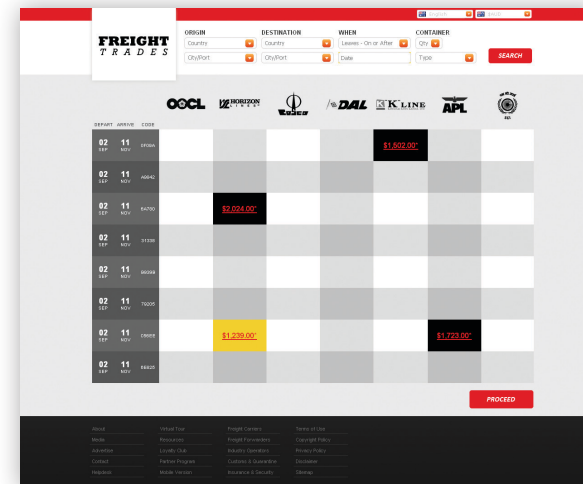 English
FREIGHT
TRADES
ORIGIN DESTINATION WHEN CONTAINER
Country Country Leaves - On or After Qty
City/Port City/Port Date Type SEARCH
OOCL HORIZON LINES DAL K LINE APL
DEPART ARRIVE CODE
02 SEP 11 NOV $1,502.00*
02 SEP 11 NOV
02 SEP 11 NOV $2,024.00*
02 SEP 11 NOV
02 SEP 11 NOV
02 SEP 11 NOV
02 SEP 11 NOV $1,239.00* $1,723.00*
02 SEP 11 NOV
PROCEED
About Virtual Tour Freight Carriers Terms of Use
Media Resources Freight Forwarders Copyright Policy
Advertise Loyalty Club Industry Operators Privacy Policy
Contact Partner Program Customs & Quarantine Disclaimer
Helpdesk Mobile Version Insurance & Security Sitemap